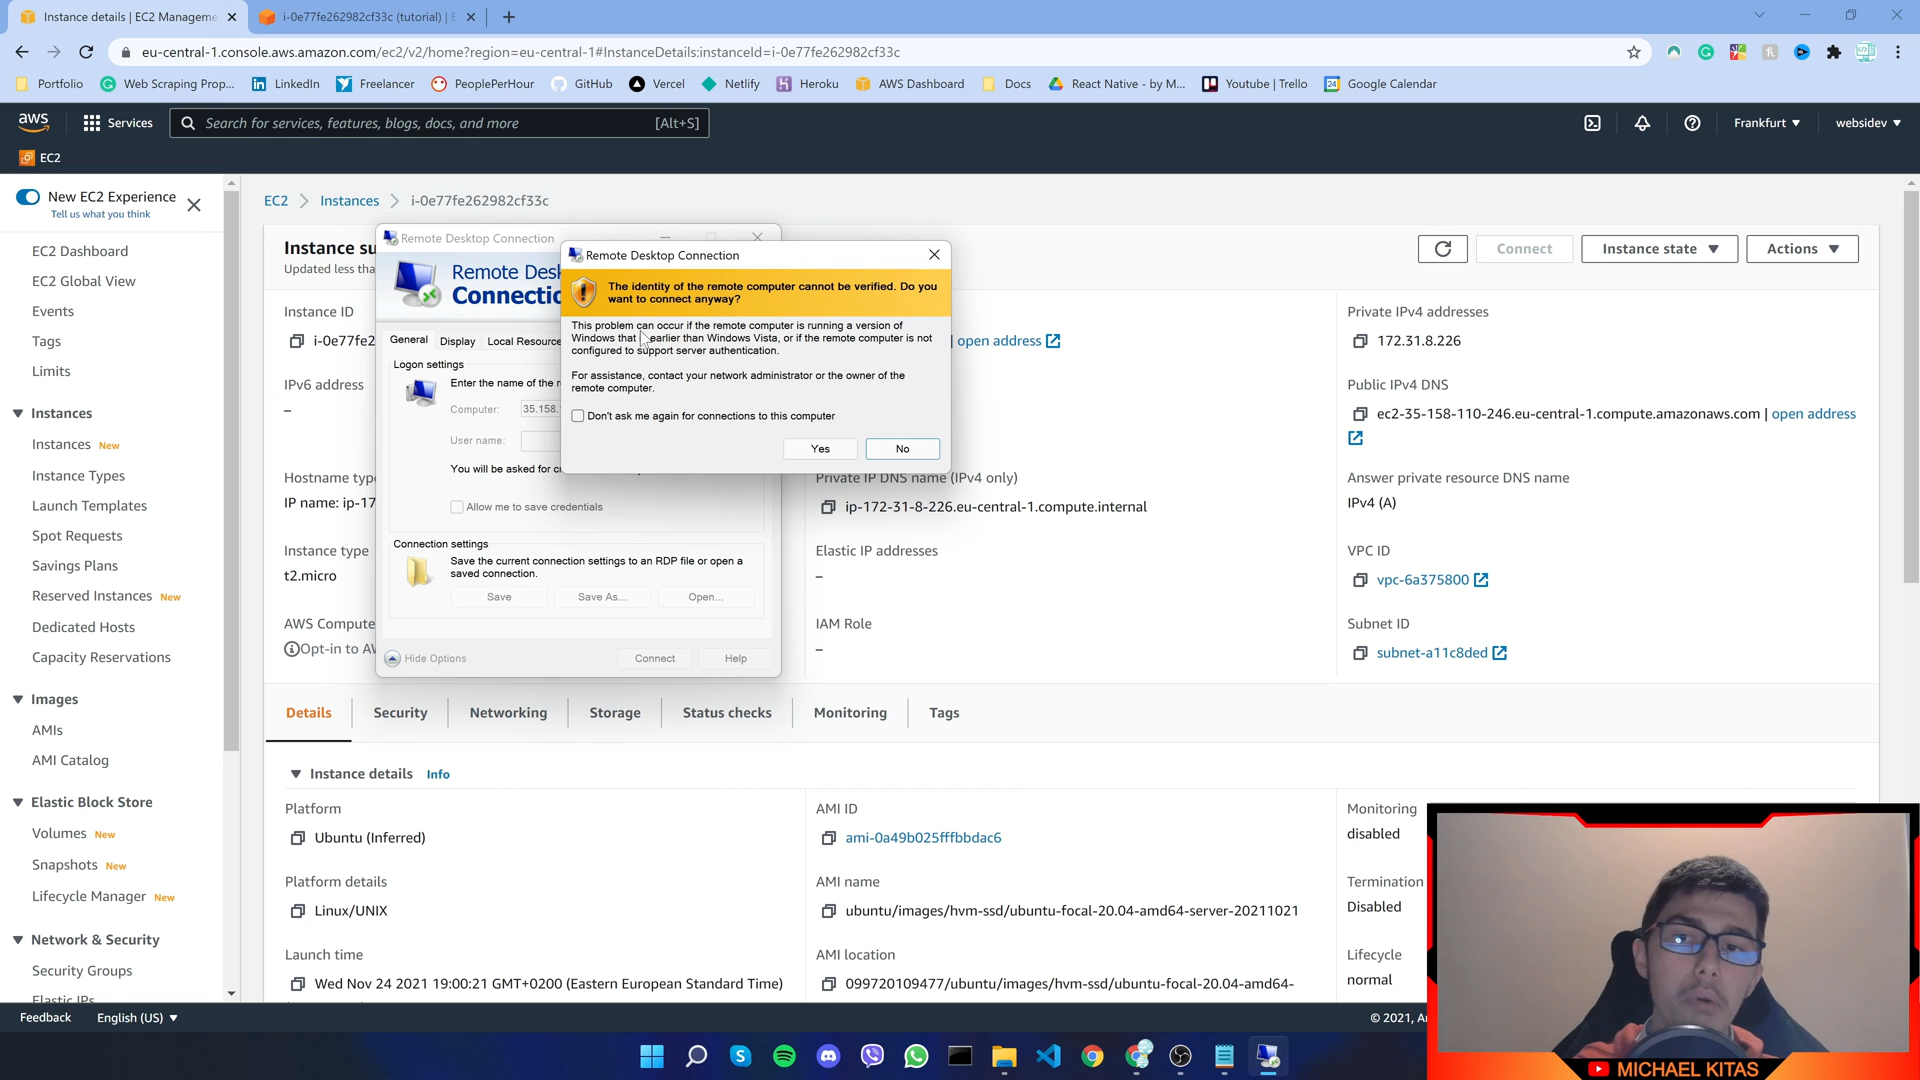 Instance details | EC2 Manageme
i-0e77fe262982cf33c (tutorial) | E
eu-central-1.console.aws.amazon.com/ec2/v2/home?region=eu-central-1#InstanceDetails:instanceId=i-0e77fe262982cf33c
Portfolio
Web Scraping Prop...
LinkedIn
Freelancer
PeoplePerHour
GitHub
Vercel
Netlify
Heroku
AWS Dashboard
Docs
React Native - by M...
Youtube | Trello
Google Calendar
aws
Services
Search for services, features, blogs, docs, and more
[Alt+S]
Frankfurt
websidev
EC2
New EC2 Experience
Tell us what you think
EC2 Dashboard
EC2 Global View
Events
Tags
Limits
Instances
Instances New
Instance Types
Launch Templates
Spot Requests
Savings Plans
Reserved Instances New
Dedicated Hosts
Capacity Reservations
Images
AMIs
AMI Catalog
Elastic Block Store
Volumes New
Snapshots New
Lifecycle Manager New
Network & Security
Security Groups
Elastic IPs
EC2 > Instances > i-0e77fe262982cf33c
Instance su
Updated less tha
Connect
Instance state
Actions
Instance ID
i-0e77fe2
IPv6 address
–
Hostname typ
IP name: ip-17
Instance type
t2.micro
AWS Compute
Opt-in to AW
Remote Desktop Connection
Remote Desk
Connectio
General
Display
Local Resource
Logon settings
Enter the name of the r
Computer:
35.158.
User name:
You will be asked for c
Allow me to save credentials
Connection settings
Save the current connection settings to an RDP file or open a
saved connection.
Save
Save As...
Open...
Hide Options
Connect
Help
Remote Desktop Connection
The identity of the remote computer cannot be verified. Do you
want to connect anyway?
This problem can occur if the remote computer is running a version of
Windows that earlier than Windows Vista, or if the remote computer is not
configured to support server authentication.
For assistance, contact your network administrator or the owner of the
remote computer.
Don't ask me again for connections to this computer
Yes
No
| open address
Private IP DNS name (IPv4 only)
ip-172-31-8-226.eu-central-1.compute.internal
Elastic IP addresses
–
IAM Role
–
Private IPv4 addresses
172.31.8.226
Public IPv4 DNS
ec2-35-158-110-246.eu-central-1.compute.amazonaws.com | open address
Answer private resource DNS name
IPv4 (A)
VPC ID
vpc-6a375800
Subnet ID
subnet-a11c8ded
Details
Security
Networking
Storage
Status checks
Monitoring
Tags
Instance details Info
Platform
Ubuntu (Inferred)
Platform details
Linux/UNIX
Launch time
Wed Nov 24 2021 19:00:21 GMT+0200 (Eastern European Standard Time)
AMI ID
ami-0a49b025fffbbdac6
AMI name
ubuntu/images/hvm-ssd/ubuntu-focal-20.04-amd64-server-20211021
AMI location
099720109477/ubuntu/images/hvm-ssd/ubuntu-focal-20.04-amd64-
Monitoring
disabled
Termination
Disabled
Lifecycle
normal
Feedback
English (US)
© 2021, A
MICHAEL KITAS